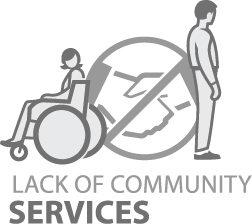 LACK OF COMMUNITY
SERVICES